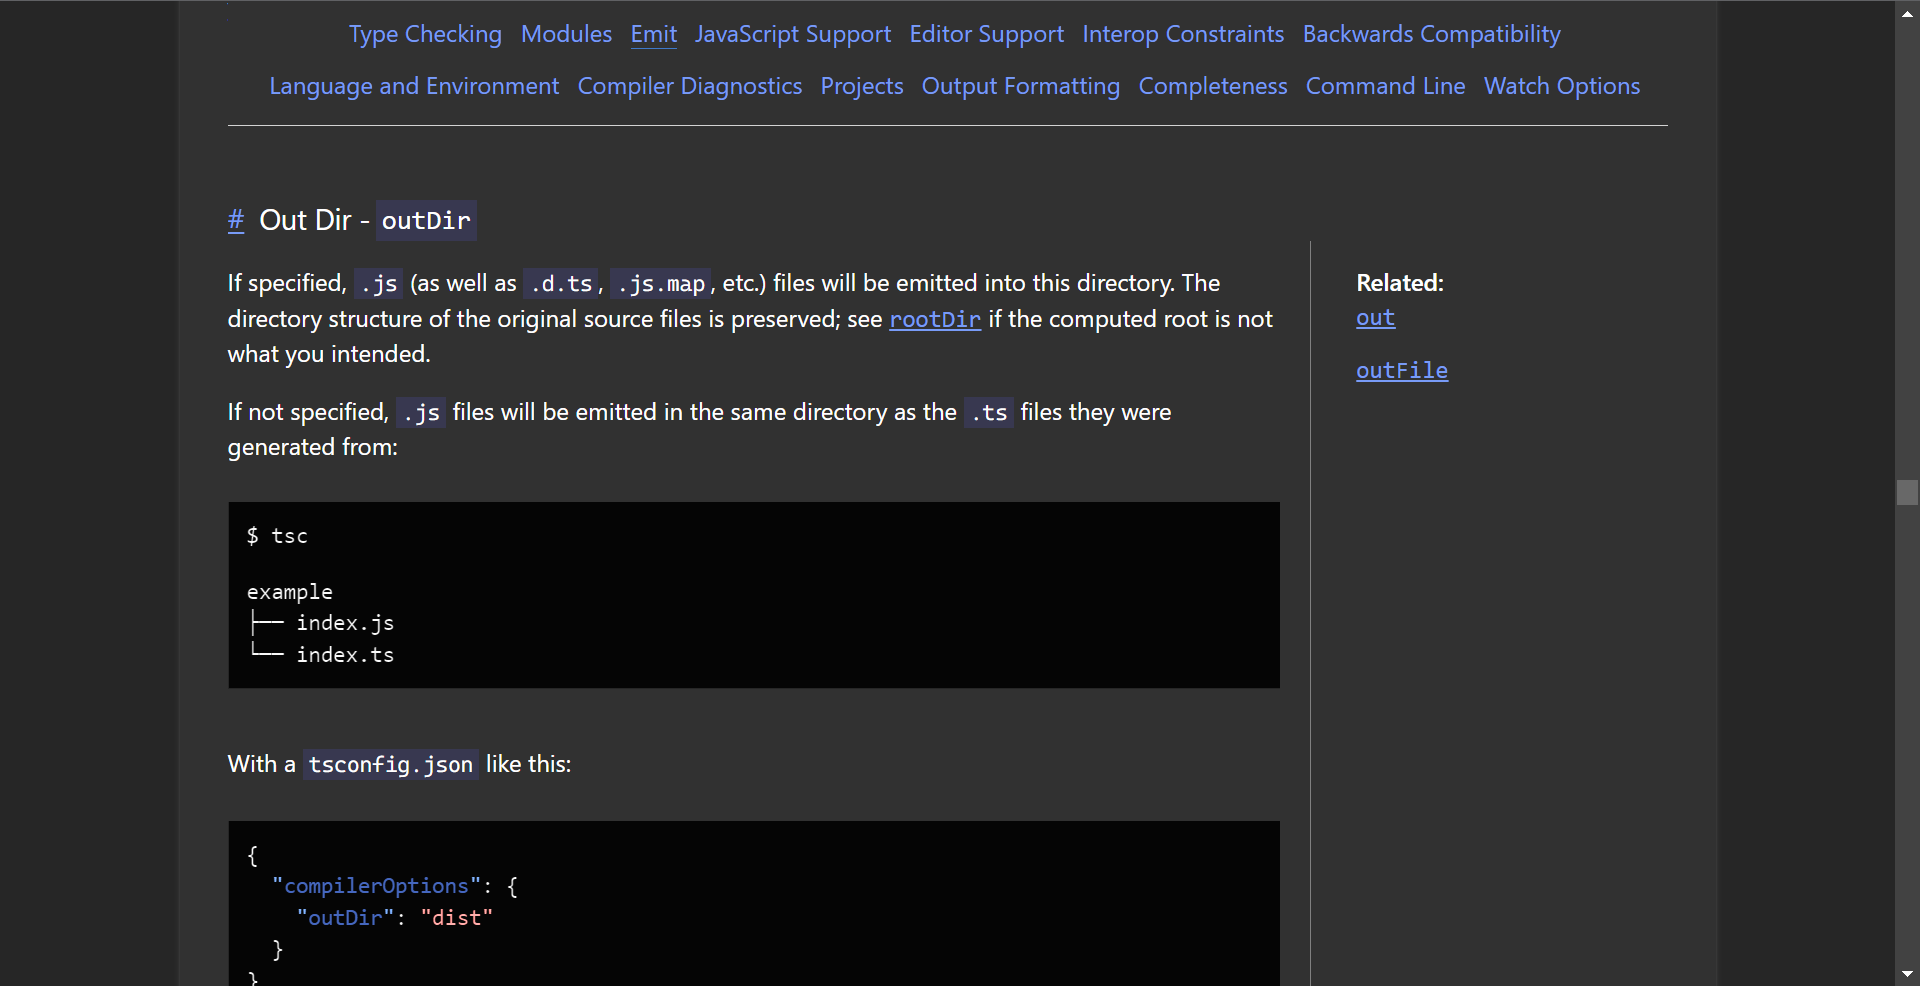 Type Checking Modules Emit JavaScript Support Editor Support Interop Constraints Backwards Compatibility
Language and Environment Compiler Diagnostics Projects Output Formatting Completeness Command Line Watch Options
# Out Dir - outDir
If specified, .js (as well as .d.ts, .js.map, etc.) files will be emitted into this directory. The
directory structure of the original source files is preserved; see rootDir if the computed root is not
what you intended.
If not specified, .js files will be emitted in the same directory as the .ts files they were
generated from:
$ tsc
example
├── index.js
└── index.ts
With a tsconfig.json like this:
{
"compilerOptions": {
"outDir": "dist"
}
}
Related:
out
outFile